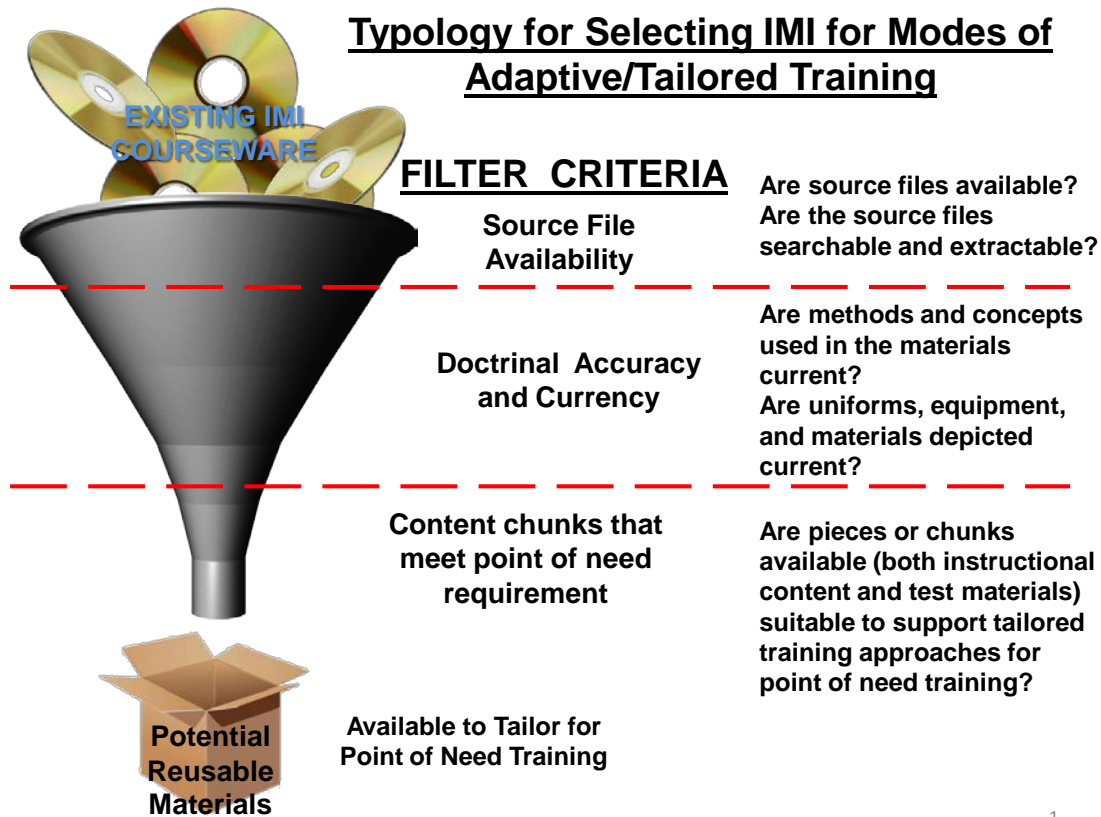 Typology for Selecting IMI for Modes of
Adaptive/Tailored Training
EXISTING IMI
COURSEWARE
FILTER CRITERIA
Source File
Availability
Are source files available?
Are the source files
searchable and extractable?
Doctrinal Accuracy
and Currency
Are methods and concepts
used in the materials
current?
Are uniforms, equipment,
and materials depicted
current?
Content chunks that
meet point of need
requirement
Are pieces or chunks
available (both instructional
content and test materials)
suitable to support tailored
training approaches for
point of need training?
Potential
Reusable
Materials
Available to Tailor for
Point of Need Training
1